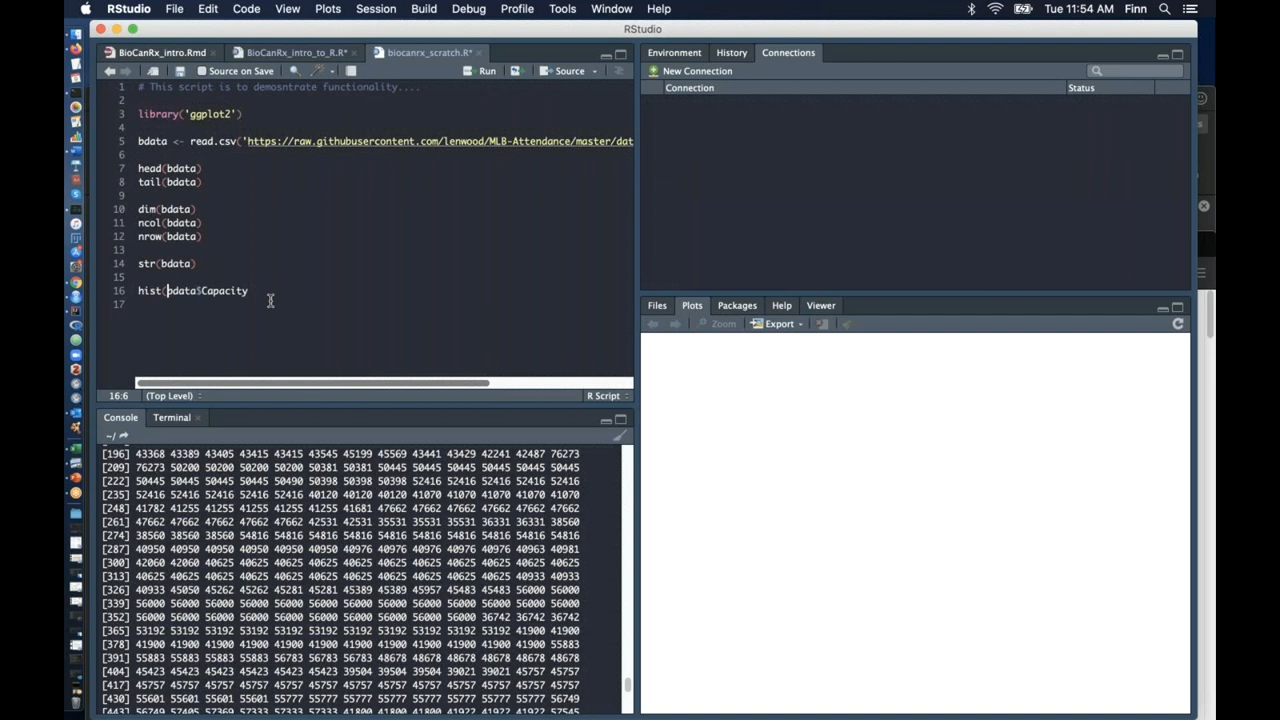 RStudio File Edit Code View Plots Session Build Debug Profile Tools Window Help Tue 11:54 AM Finn
RStudio
BioCanRx_intro.Rmd BioCanRx_intro_to_R.R* biocanrx_scratch.R*
Source on Save Run Source
1 # This script is to demosntrate functionality....
2
3 library('ggplot2')
4
5 bdata <- read.csv('https://raw.githubusercontent.com/lenwood/MLB-Attendance/master/dat
6
7 head(bdata)
8 tail(bdata)
9
10 dim(bdata)
11 ncol(bdata)
12 nrow(bdata)
13
14 str(bdata)
15
16 hist(bdata$Capacity
17
16:6 (Top Level) R Script
Environment History Connections
New Connection
Connection Status
Files Plots Packages Help Viewer
Zoom Export
Console Terminal
~/
[196] 43368 43389 43405 43415 43415 43545 45199 45569 43441 43429 42241 42487 76273
[209] 76273 50200 50200 50200 50200 50381 50381 50445 50445 50445 50445 50445 50445
[222] 50445 50445 50445 50445 50490 50398 50398 50398 52416 52416 52416 52416
[235] 52416 52416 52416 52416 52416 40120 40120 40120 41070 41070 41070 41070 41070
[248] 41782 41255 41255 41255 41255 41681 47662 47662 47662 47662 47662 47662
[261] 47662 47662 47662 47662 47662 42531 42531 35531 35531 35531 36331 36331 38560
[274] 38560 38560 38560 54816 54816 54816 54816 54816 54816 54816 54816 54816 54816
[287] 40950 40950 40950 40950 40950 40976 40976 40976 40976 40976 40963 40981
[300] 42060 42060 40625 40625 40625 40625 40625 40625 40625 40625 40625 40625
[313] 40625 40625 40625 40625 40625 40625 40625 40625 40625 40625 40933 40933
[326] 40933 45050 45262 45262 45281 45281 45389 45389 45957 45483 45483 56000
[339] 56000 56000 56000 56000 56000 56000 56000 56000 56000 56000 56000 56000 56000
[352] 56000 56000 56000 56000 56000 56000 56000 56000 56000 36742 36742 36742
[365] 53192 53192 53192 53192 53192 53192 53192 53192 53192 53192 53192 41900 41900
[378] 41900 41900 41900 41900 41900 41900 41900 41900 41900 41900 41900 55883
[391] 55883 55883 55883 56783 56783 56783 48678 48678 48678 48678 48678 48678
[404] 45423 45423 45423 45423 45423 39504 39504 39504 39021 39021 45757 45757
[417] 45757 45757 45757 45757 45757 45757 45757 45757 45757 45757 45757 45757 45757
[430] 55601 55601 55601 55601 55777 55777 55777 55777 55777 55777 55777 56749
[443] 56749 57405 57369 57333 57333 57333 41800 41800 41800 41922 41922 57545